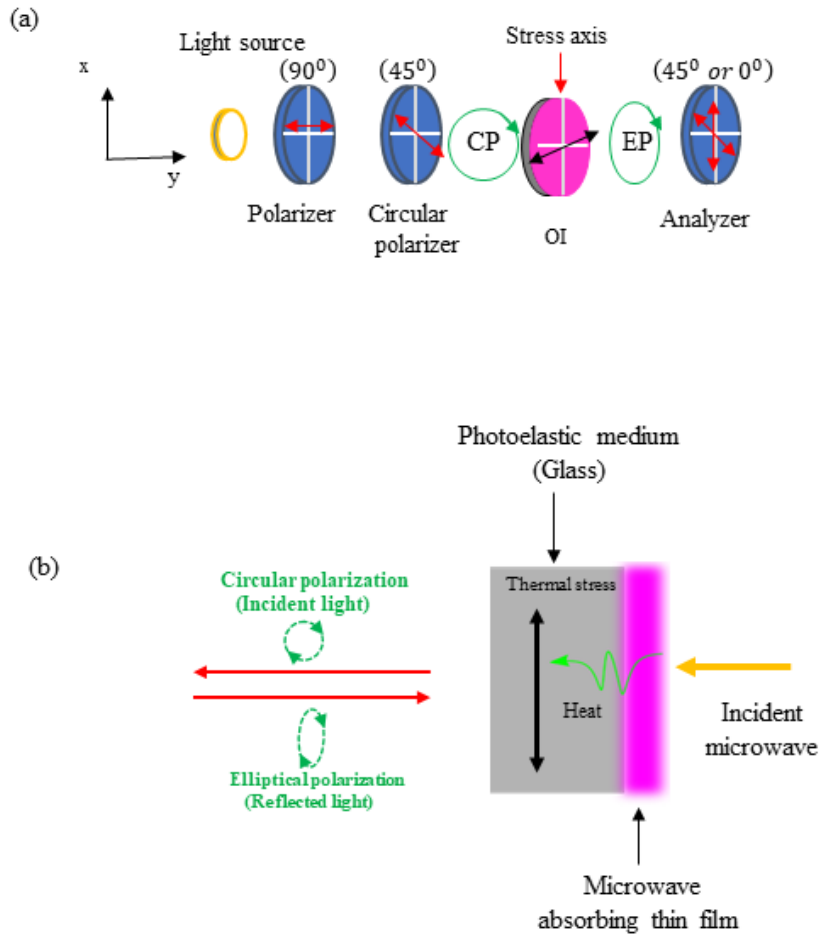 (a)
Light source
Stress axis
x
(90⁰)
(45⁰)
(45⁰ or 0⁰)
CP
EP
y
Polarizer
Circular
polarizer
OI
Analyzer
Photoelastic medium
(Glass)
(b)
Circular polarization
(Incident light)
Thermal stress
Heat
Incident
microwave
Elliptical polarization
(Reflected light)
Microwave
absorbing thin film